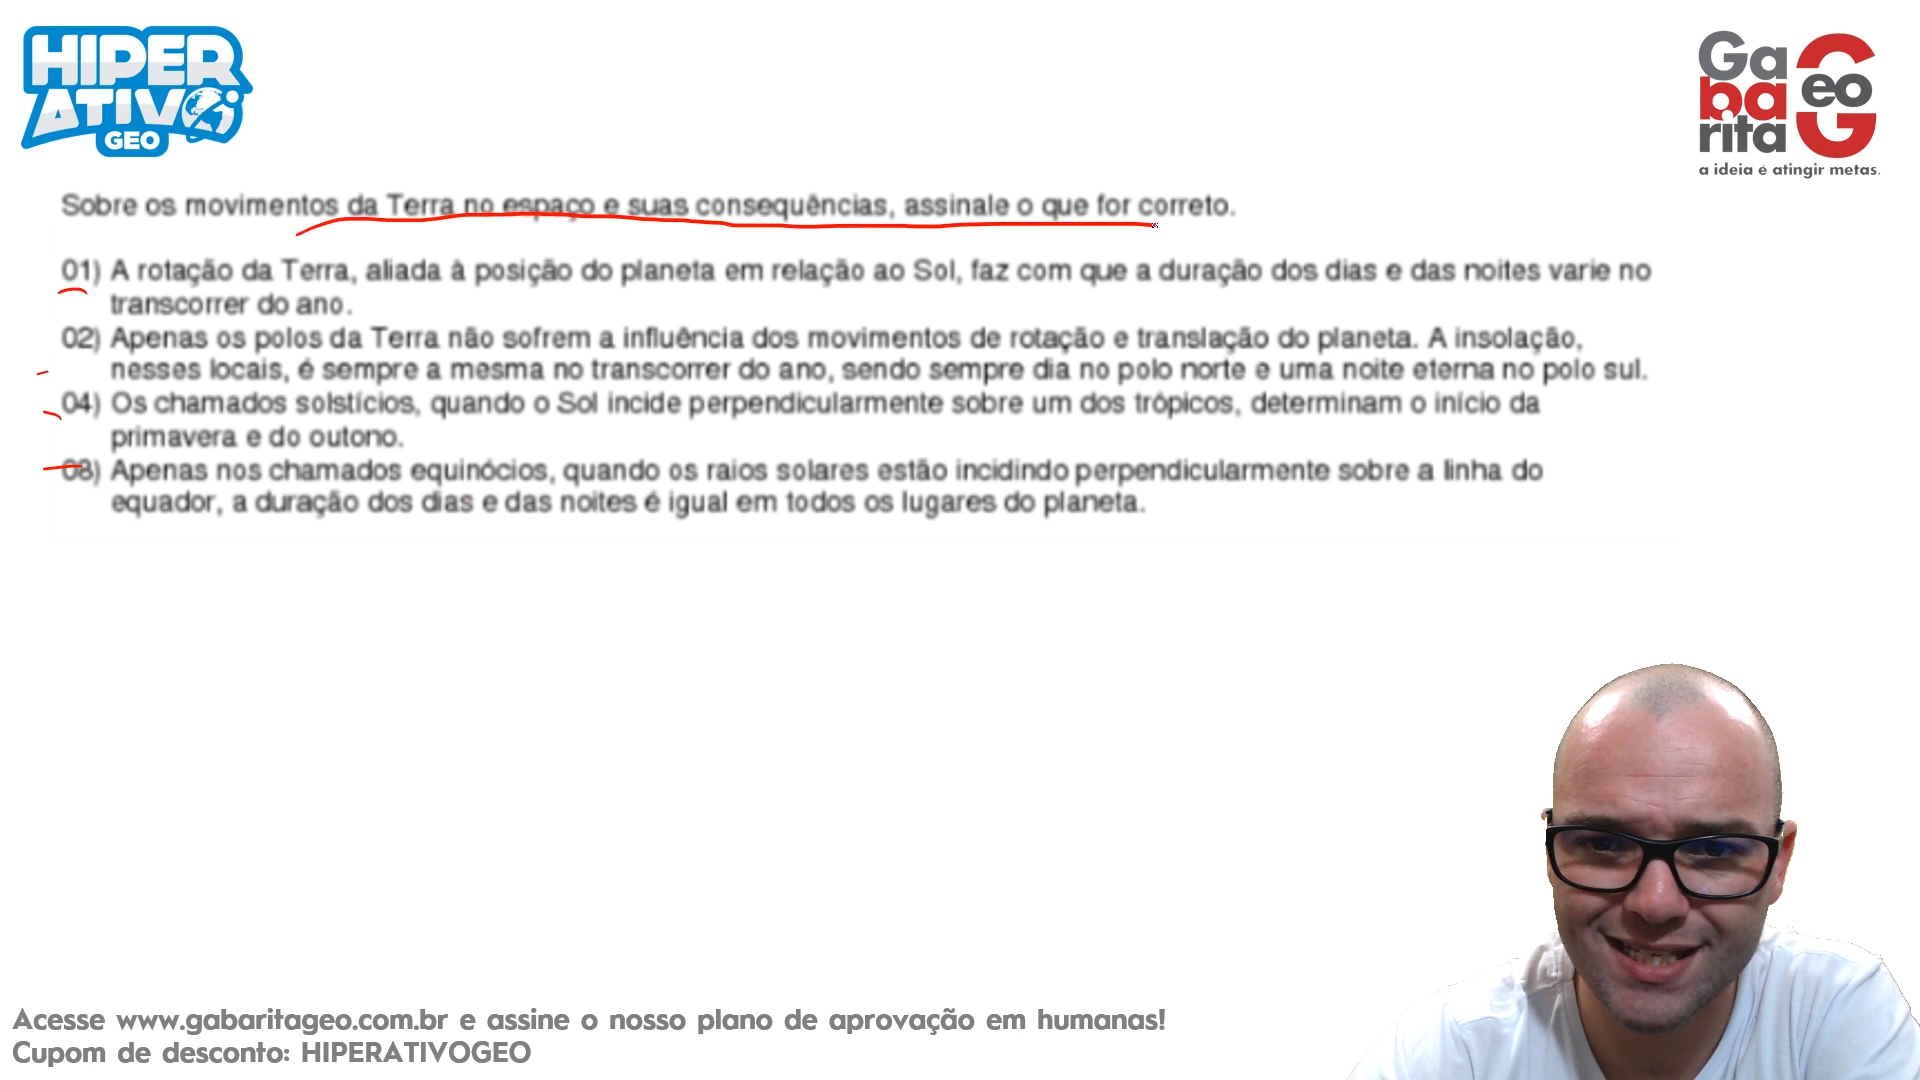 HIPER
ATIVO
GEO
Ga
ba
rita
Geo
a ideia é atingir metas.
Sobre os movimentos da Terra no espaço e suas consequências, assinale o que for correto.
01) A rotação da Terra, aliada à posição do planeta em relação ao Sol, faz com que a duração dos dias e das noites varie no
transcorrer do ano.
02) Apenas os polos da Terra não sofrem a influência dos movimentos de rotação e translação do planeta. A insolação,
nesses locais, é sempre a mesma no transcorrer do ano, sendo sempre dia no polo norte e uma noite eterna no polo sul.
04) Os chamados solstícios, quando o Sol incide perpendicularmente sobre um dos trópicos, determinam o início da
primavera e do outono.
08) Apenas nos chamados equinócios, quando os raios solares estão incidindo perpendicularmente sobre a linha do
equador, a duração dos dias e das noites é igual em todos os lugares do planeta.
Acesse www.gabaritageo.com.br e assine o nosso plano de aprovação em humanas!
Cupom de desconto: HIPERATIVOGEO